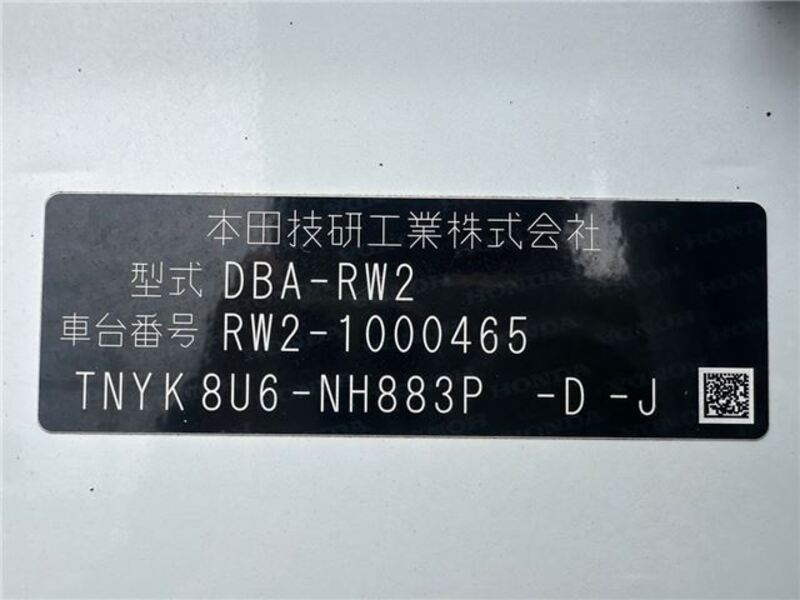 本田技研工業株式会社
型式 DBA-RW2
車台番号 RW2-1000465
TNYK 8U6-NH883P -D -J